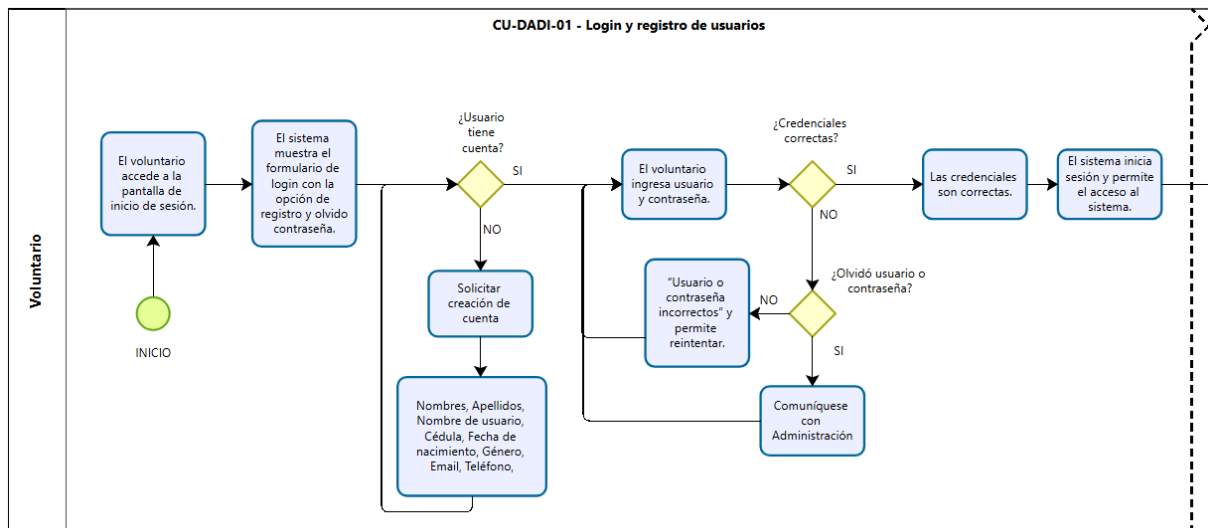 CU-DADI-01 - Login y registro de usuarios
Voluntario
INICIO
El voluntario
accede a la
pantalla de
inicio de sesión.
El sistema
muestra el
formulario de
login con la
opción de
registro y olvido
contraseña.
¿Usuario
tiene
cuenta?
SI
NO
Solicitar
creación de
cuenta
Nombres, Apellidos,
Nombre de usuario,
Cédula, Fecha de
nacimiento, Género,
Email, Teléfono,
El voluntario
ingresa usuario
y contraseña.
¿Credenciales
correctas?
SI
NO
¿Olvidó usuario o
contraseña?
NO
"Usuario o
contraseña
incorrectos" y
permite
reintentar.
SI
Comuníquese
con
Administración
Las credenciales
son correctas.
El sistema inicia
sesión y permite
el acceso al
sistema.